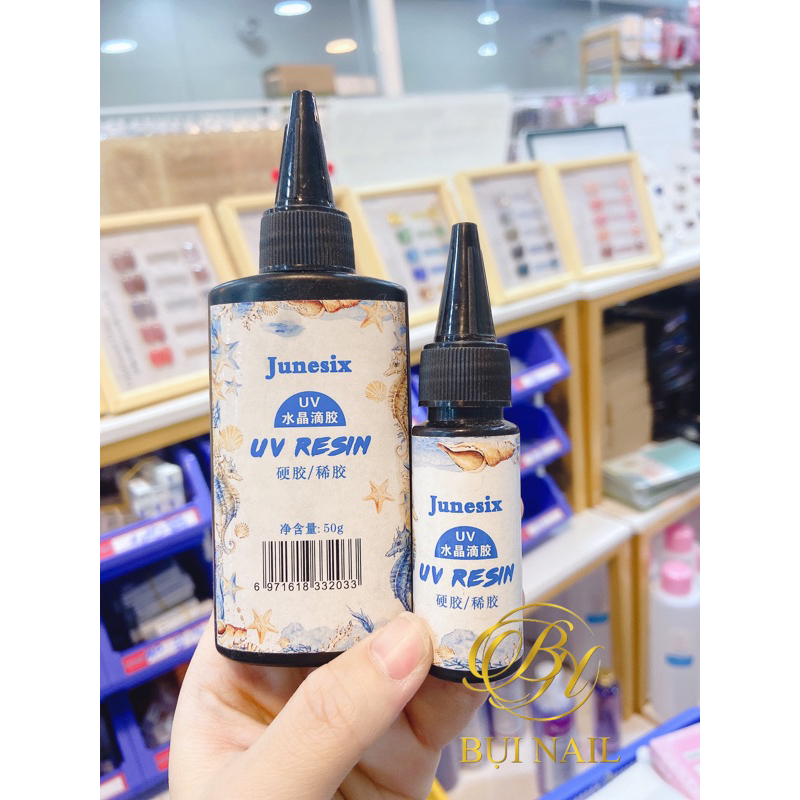 Junesix
UV
水晶滴胶
UV RESIN
硬胶/稀胶
净含量: 50g
6 971618 332033
Junesix
UV
水晶滴胶
UV RESIN
硬胶/稀胶
BỤI NAIL